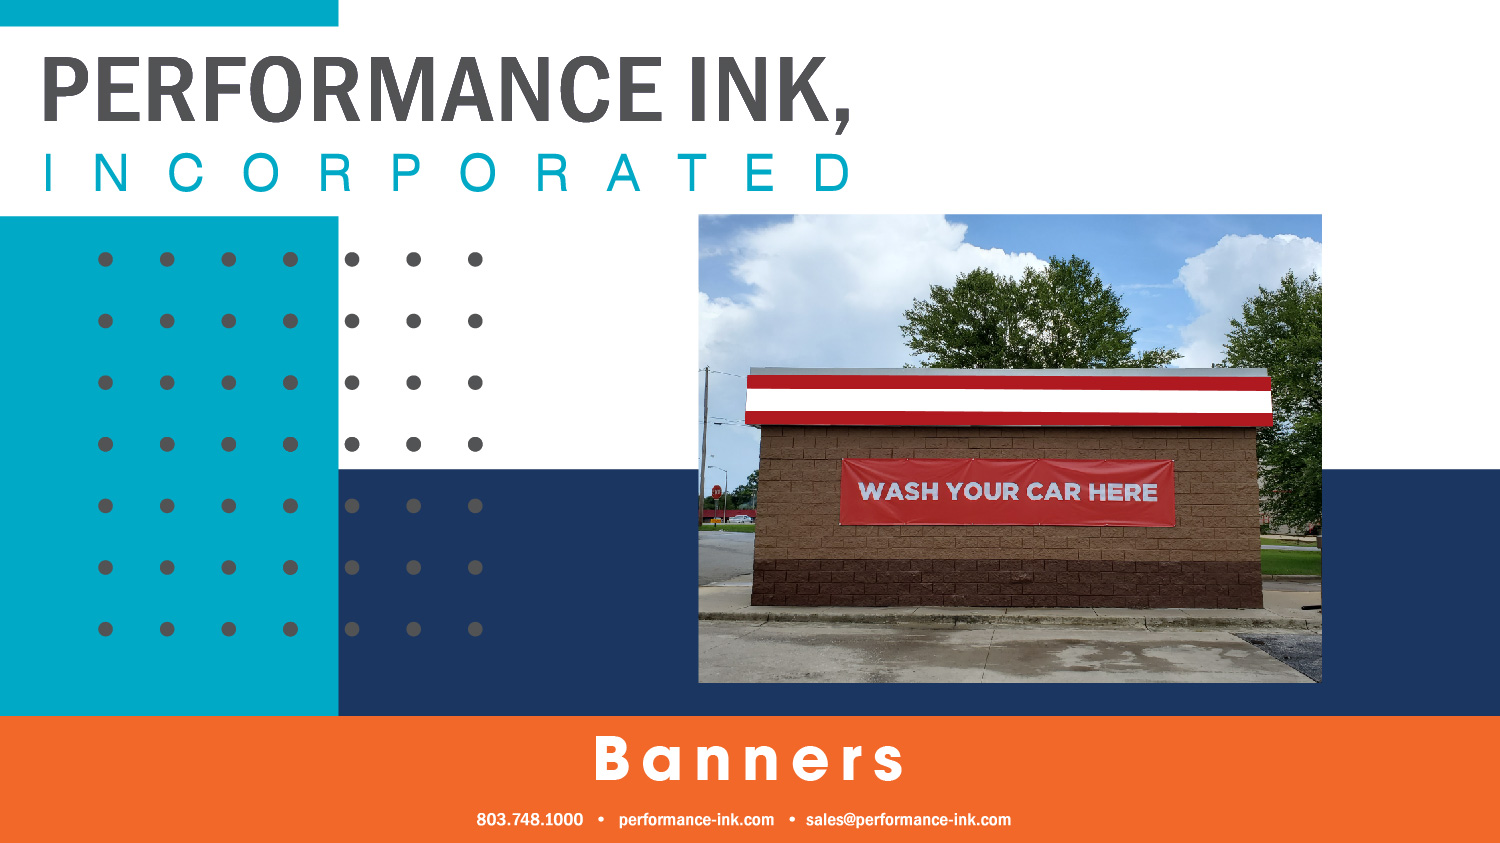 PERFORMANCE INK,
INCORPORATED
WASH YOUR CAR HERE
Banners
803.748.1000 • performance-ink.com • sales@performance-ink.com